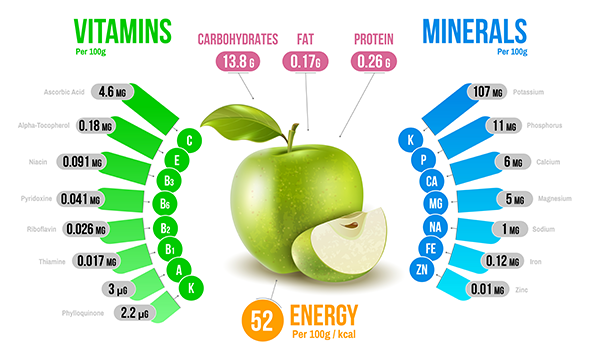 VITAMINS
Per 100g
CARBOHYDRATES
13.8 G
FAT
0.17G
PROTEIN
0.26 G
MINERALS
Per 100g
Ascorbic Acid
4.6 MG
C
Alpha-Tocopherol
0.18 MG
E
Niacin
0.091 MG
B3
Pyridoxine
0.041 MG
B6
Riboflavin
0.026 MG
B2
Thiamine
0.017 MG
B1
3 µG
A
Phylloquinone
2.2 µG
K
107 MG
Potassium
K
11 MG
Phosphorus
P
6 MG
Calcium
CA
5 MG
Magnesium
MG
1 MG
Sodium
NA
0.12 MG
Iron
FE
0.01 MG
Zinc
ZN
52
ENERGY
Per 100g / kcal